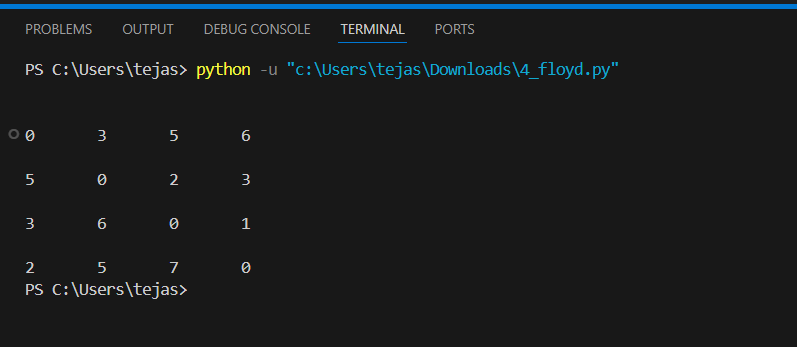 PROBLEMS OUTPUT DEBUG CONSOLE TERMINAL PORTS
PS C:\Users\tejas> python -u "c:\Users\tejas\Downloads\4_floyd.py"
0 3 5 6
5 0 2 3
3 6 0 1
2 5 7 0
PS C:\Users\tejas>